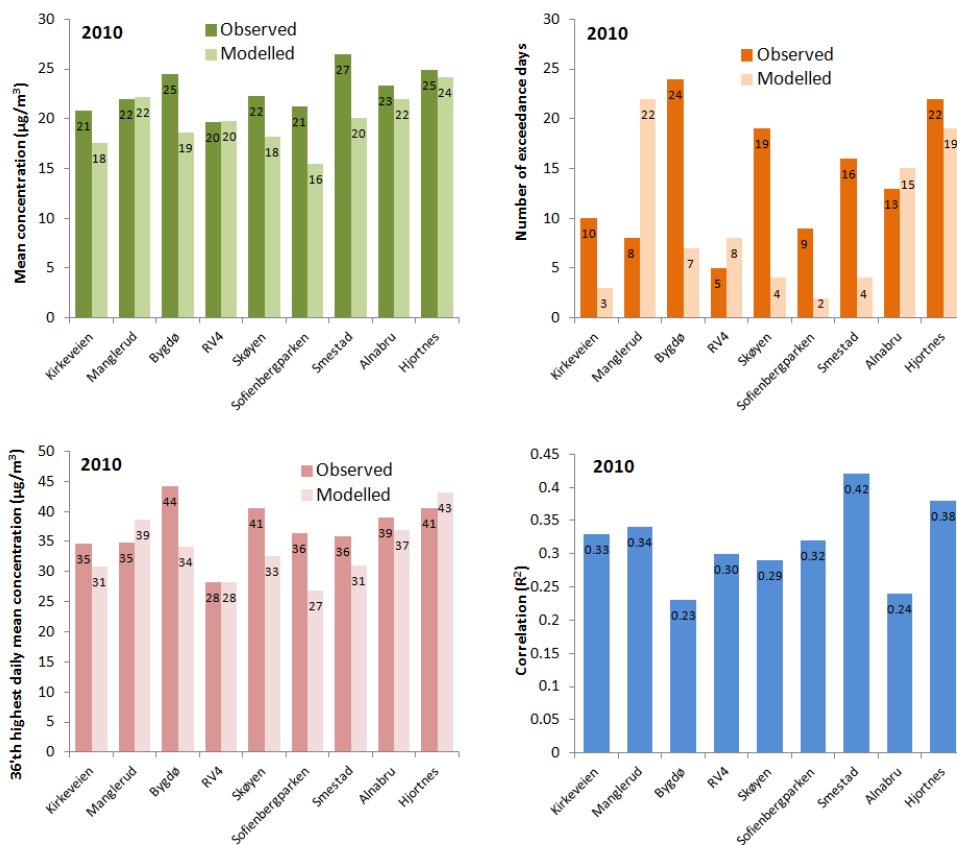 2010
Observed
Modelled
Mean concentration (µg/m³)
30
25
20
15
10
5
0
21 18 22 22 25 19 20 20 22 18 21 16 27 20 23 22 25 24
Kirkeveien
Manglerud
Bygdø
RV4
Skøyen
Sofienbergparken
Smestad
Alnabru
Hjortnes
2010
Observed
Modelled
Number of exceedance days
30
25
20
15
10
5
0
10 3 8 22 24 7 5 8 19 4 9 2 16 4 13 15 22 19
Kirkeveien
Manglerud
Bygdø
RV4
Skøyen
Sofienbergparken
Smestad
Alnabru
Hjortnes
2010
Observed
Modelled
36'th highest daily mean concentration (µg/m³)
50
45
40
35
30
25
20
15
10
5
0
35 31 35 39 44 34 28 28 41 33 36 27 36 31 39 37 41 43
Kirkeveien
Manglerud
Bygdø
RV4
Skøyen
Sofienbergparken
Smestad
Alnabru
Hjortnes
2010
Correlation (R²)
0.45
0.4
0.35
0.3
0.25
0.2
0.15
0.1
0.05
0
0.33 0.34 0.23 0.30 0.29 0.32 0.42 0.24 0.38
Kirkeveien
Manglerud
Bygdø
RV4
Skøyen
Sofienbergparken
Smestad
Alnabru
Hjortnes